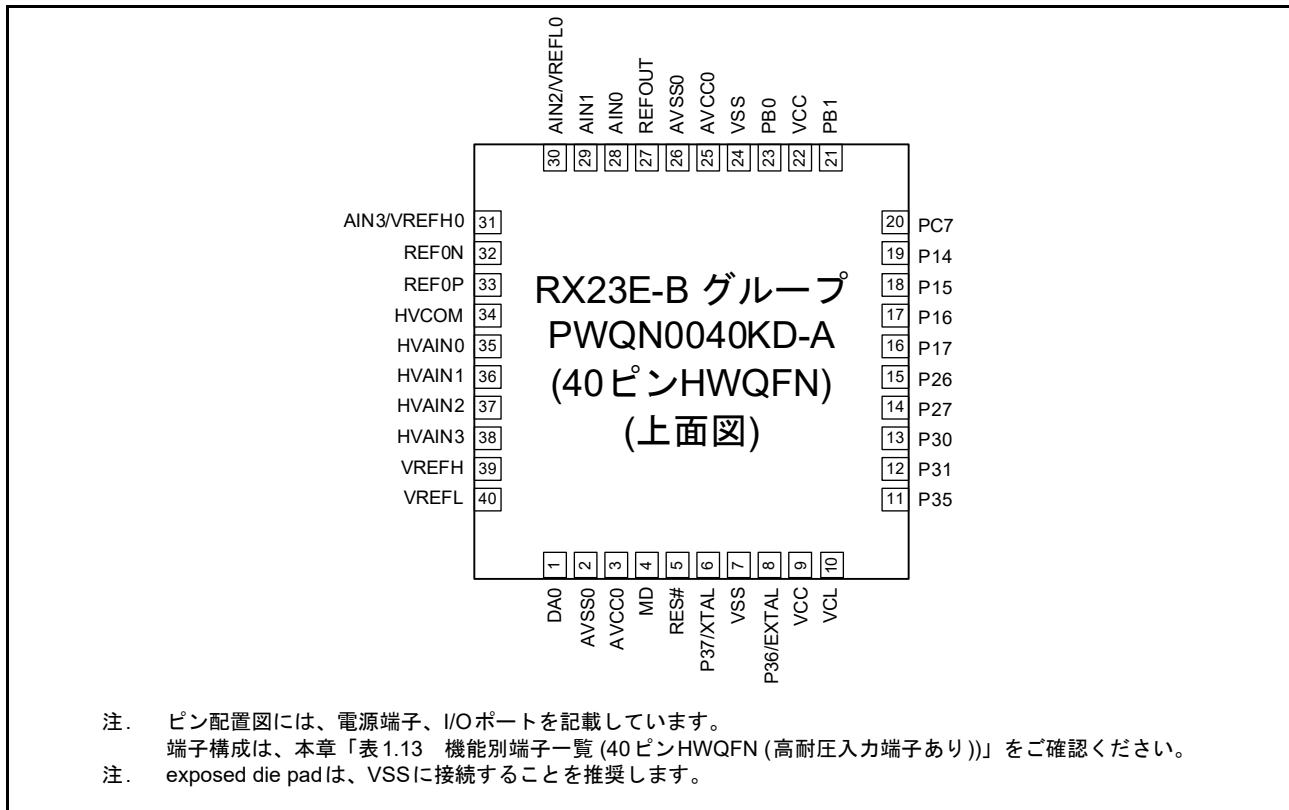 AIN2/VREFL0
AIN1
AIN0
REFOUT
AVSS0
AVCC0
VSS
PB0
VCC
PB1
30 29 28 27 26 25 24 23 22 21
AIN3/VREFH0 31
REF0N 32
REF0P 33
HVCOM 34
HVAIN0 35
HVAIN1 36
HVAIN2 37
HVAIN3 38
VREFH 39
VREFL 40
RX23E-B グループ
PWQN0040KD-A
(40ピンHWQFN)
(上面図)
20 PC7
19 P14
18 P15
17 P16
16 P17
15 P26
14 P27
13 P30
12 P31
11 P35
1 2 3 4 5 6 7 8 9 10
DA0
AVSS0
AVCC0
MD
RES#
P37/XTAL
VSS
P36/EXTAL
VCC
VCL
注. ピン配置図には、電源端子、I/Oポートを記載しています。
端子構成は、本章「表1.13 機能別端子一覧 (40ピンHWQFN (高耐圧入力端子あり))」をご確認ください。
注. exposed die padは、VSSに接続することを推奨します。